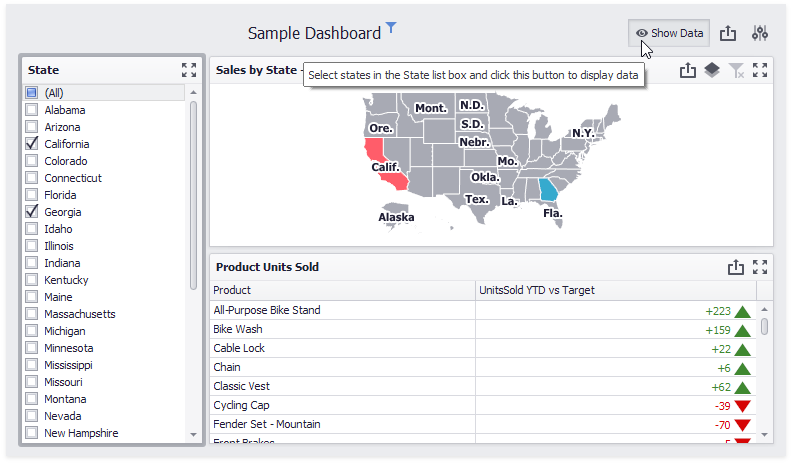 Sample Dashboard
Show Data
State
Sales by State -
Select states in the State list box and click this button to display data
(All)
Alabama
Arizona
California
Colorado
Connecticut
Florida
Georgia
Idaho
Illinois
Indiana
Kentucky
Maine
Massachusetts
Michigan
Minnesota
Mississippi
Missouri
Montana
Nevada
New Hampshire
Mont.
N.D.
Ore.
S.D.
N.Y.
Nebr.
Mo.
Calif.
Okla.
Tex.
La.
Alaska
Fla.
Product Units Sold
Product UnitsSold YTD vs Target
All-Purpose Bike Stand +223
Bike Wash +159
Cable Lock +22
Chain +6
Classic Vest +62
Cycling Cap -39
Fender Set - Mountain -70
Front Brakes -5